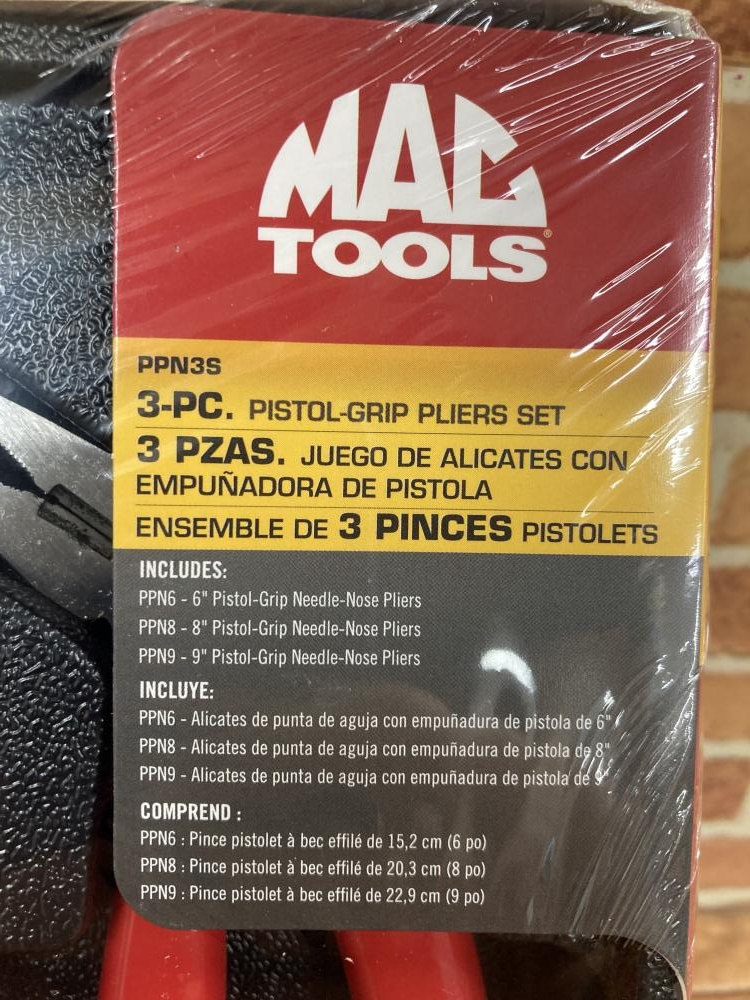 MAC
TOOLS®
PPN3S
3-PC. PISTOL-GRIP PLIERS SET
3 PZAS. JUEGO DE ALICATES CON
EMPUÑADORA DE PISTOLA
ENSEMBLE DE 3 PINCES PISTOLETS
INCLUDES:
PPN6 - 6" Pistol-Grip Needle-Nose Pliers
PPN8 - 8" Pistol-Grip Needle-Nose Pliers
PPN9 - 9" Pistol-Grip Needle-Nose Pliers
INCLUYE:
PPN6 - Alicates de punta de aguja con empuñadura de pistola de 6"
PPN8 - Alicates de punta de aguja con empuñadura de pistola de 8"
PPN9 - Alicates de punta de aguja con empuñadura de pistola de 9"
COMPREND :
PPN6 : Pince pistolet à bec effilé de 15,2 cm (6 po)
PPN8 : Pince pistolet à bec effilé de 20,3 cm (8 po)
PPN9 : Pince pistolet à bec effilé de 22,9 cm (9 po)